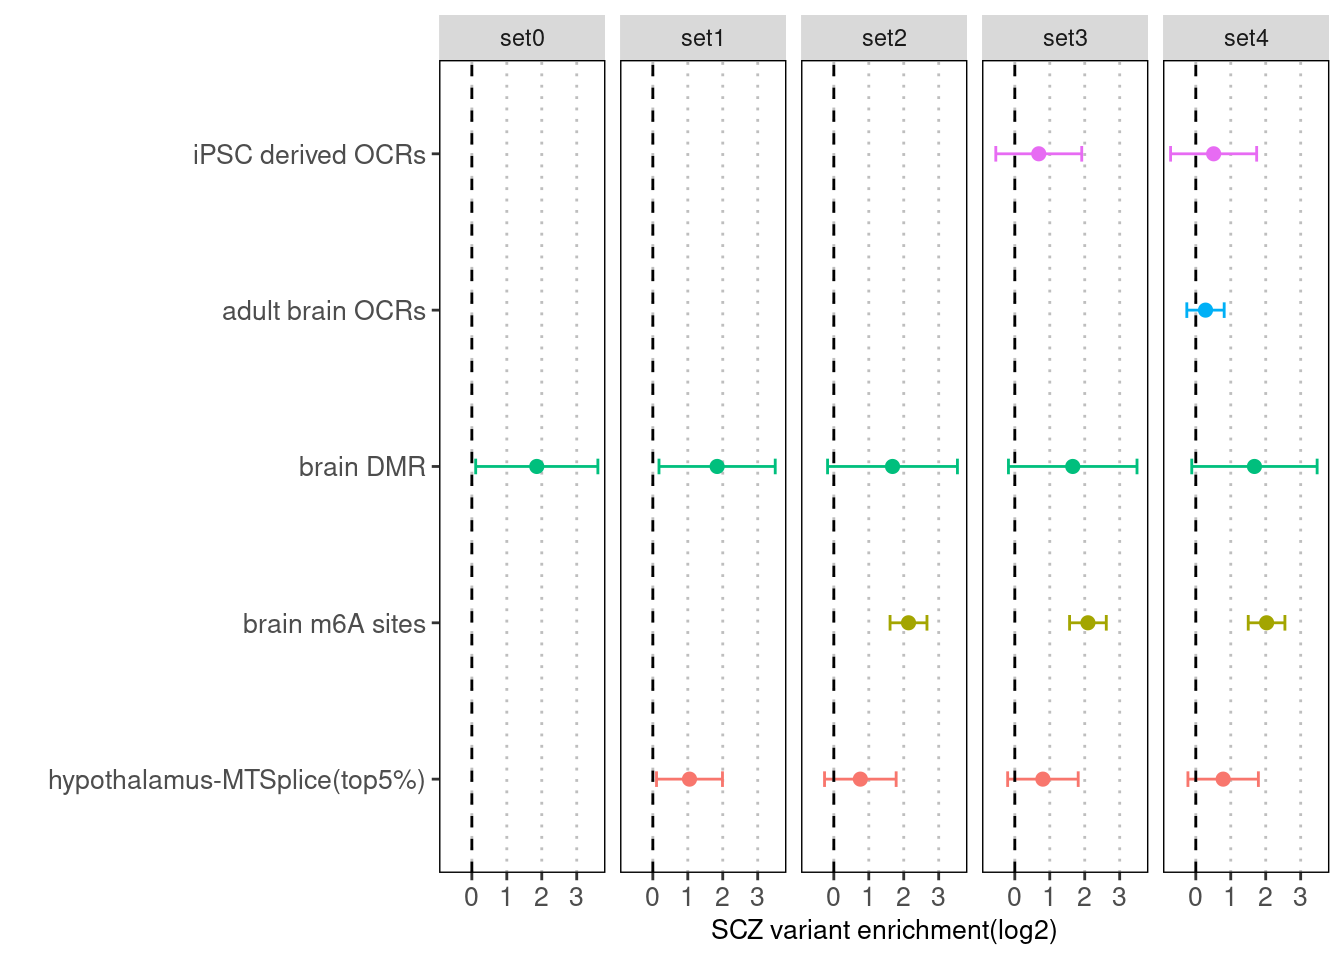 set0 set1 set2 set3 set4
iPSC derived OCRs
adult brain OCRs
brain DMR
brain m6A sites
hypothalamus-MTSplice(top5%)
0 1 2 3 0 1 2 3 0 1 2 3 0 1 2 3 0 1 2 3
SCZ variant enrichment(log2)